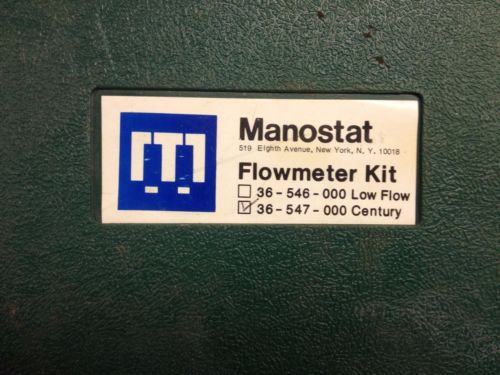 Manostat
519 Eighth Avenue, New York, N. Y. 10018
Flowmeter Kit
☐ 36-546-000 Low Flow
☑ 36-547-000 Century